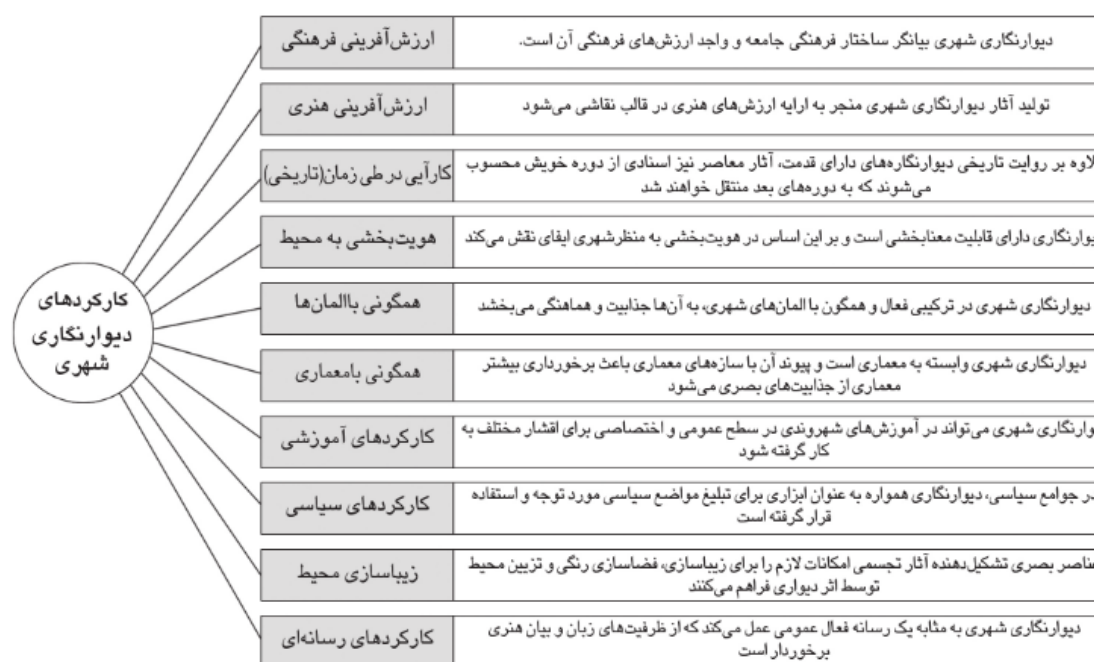 کارکردهای
دیوارنگاری
شهری
ارزش‌آفرینی فرهنگی
دیوارنگاری شهری بیانگر ساختار فرهنگی جامعه و واجد ارزش‌های فرهنگی آن است.
ارزش‌آفرینی هنری
تولید آثار دیوارنگاری شهری منجر به ارایه ارزش‌های هنری در قالب نقاشی می‌شود
کارآیی در طی زمان(تاریخی)
لاوه بر روایت تاریخی دیوارنگاره‌های دارای قدمت، آثار معاصر نیز اسنادی از دوره خویش محسوب
می‌شوند که به دوره‌های بعد منتقل خواهند شد
هویت‌بخشی به محیط
یوارنگاری دارای قابلیت معنابخشی است و بر این اساس در هویت‌بخشی به منظر شهری ایفای نقش می‌کند
همگونی باالمان‌ها
دیوارنگاری شهری در ترکیبی فعال و همگون با المان‌های شهری، به آن‌ها جذابیت و هماهنگی می‌بخشد
همگونی بامعماری
دیوارنگاری شهری وابسته به معماری است و پیوند آن با سازه‌های معماری باعث برخورداری بیشتر
معماری از جذابیت‌های بصری می‌شود
کارکردهای آموزشی
وارنگاری شهری می‌تواند در آموزش‌های شهروندی در سطح عمومی و اختصاصی برای اقشار مختلف به
کار گرفته شود
کارکردهای سیاسی
در جوامع سیاسی، دیوارنگاری همواره به عنوان ابزاری برای تبلیغ مواضع سیاسی مورد توجه و استفاده
قرار گرفته است
زیباسازی محیط
عناصر بصری تشکیل‌دهنده آثار تجسمی امکانات لازم را برای زیباسازی، فضاسازی رنگی و تزیین محیط
توسط اثر دیواری فراهم می‌کنند
کارکردهای رسانه‌ای
دیوارنگاری شهری به مثابه یک رسانه فعال عمومی عمل می‌کند که از ظرفیت‌های زبان و بیان هنری
برخوردار است